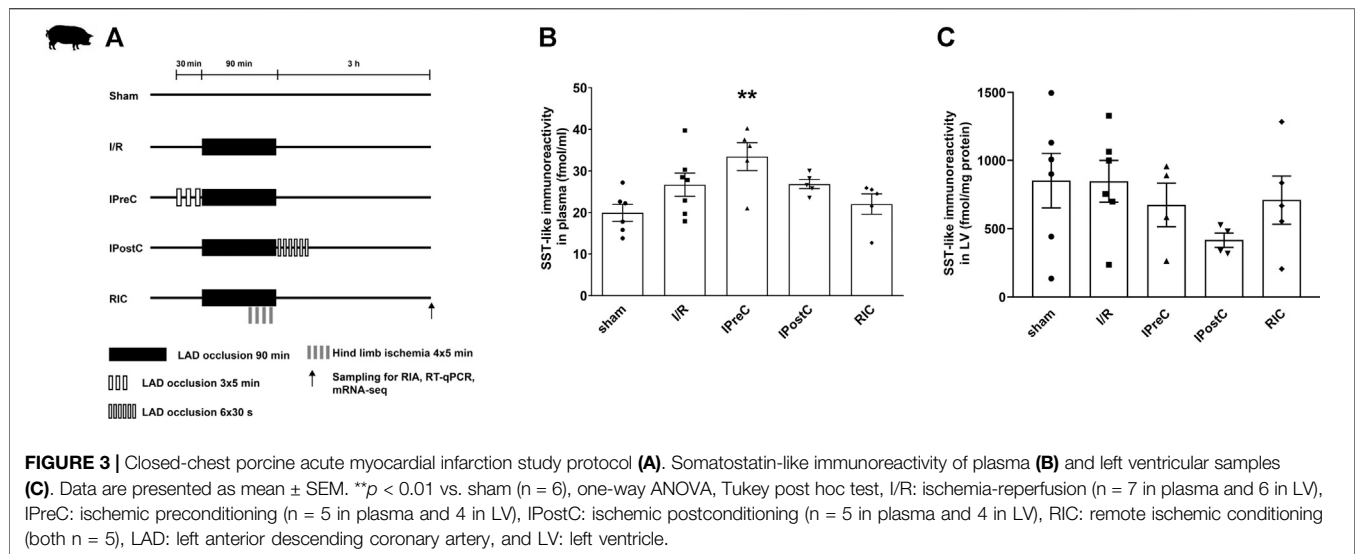 A
30 min 90 min 3 h
Sham
I/R
IPreC
IPostC
RIC
LAD occlusion 90 min
Hind limb ischemia 4x5 min
LAD occlusion 3x5 min
Sampling for RIA, RT-qPCR,
mRNA-seq
LAD occlusion 6x30 s
B
SST-like immunoreactivity
in plasma (fmol/ml)
50
40
30
20
10
0
**
sham I/R IPreC IPostC RIC
C
SST-like immunoreactivity
in LV (fmol/mg protein)
1500
1000
500
0
sham I/R IPreC IPostC RIC
FIGURE 3 | Closed-chest porcine acute myocardial infarction study protocol (A). Somatostatin-like immunoreactivity of plasma (B) and left ventricular samples
(C). Data are presented as mean ± SEM. **p < 0.01 vs. sham (n = 6), one-way ANOVA, Tukey post hoc test, I/R: ischemia-reperfusion (n = 7 in plasma and 6 in LV),
IPreC: ischemic preconditioning (n = 5 in plasma and 4 in LV), IPostC: ischemic postconditioning (n = 5 in plasma and 4 in LV), RIC: remote ischemic conditioning
(both n = 5), LAD: left anterior descending coronary artery, and LV: left ventricle.